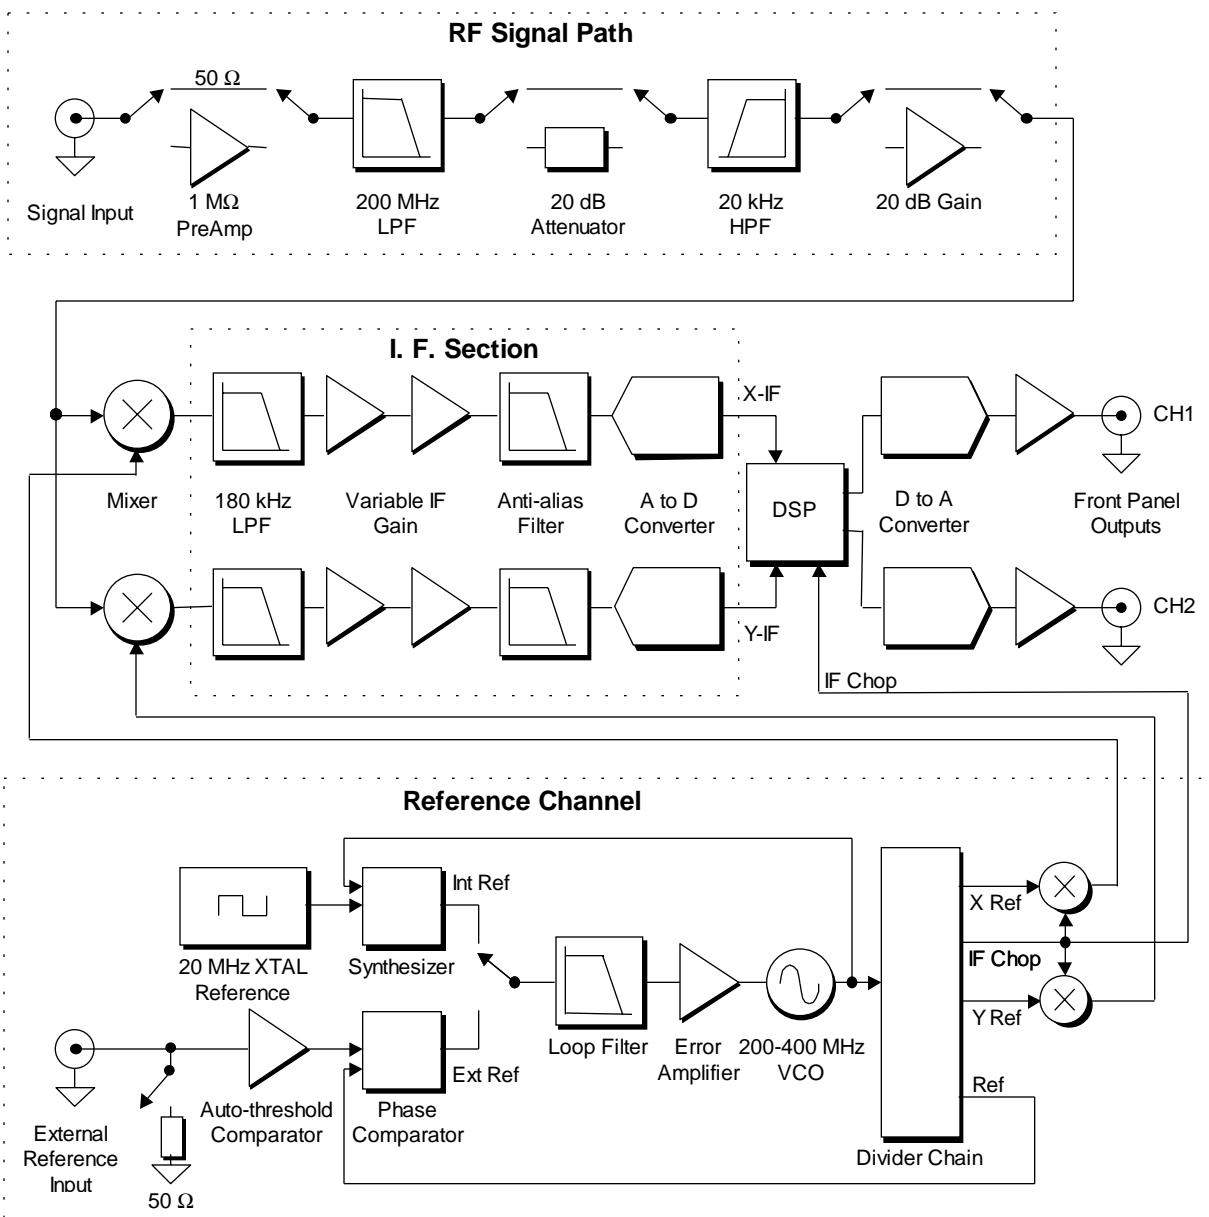 RF Signal Path
50 Ω
Signal Input
1 MΩ
PreAmp
200 MHz
LPF
20 dB
Attenuator
20 kHz
HPF
20 dB Gain
I. F. Section
X-IF
CH1
Mixer
180 kHz
LPF
Variable IF
Gain
Anti-alias
Filter
A to D
Converter
DSP
D to A
Converter
Front Panel
Outputs
Y-IF
CH2
IF Chop
Reference Channel
Int Ref
20 MHz XTAL
Reference
Synthesizer
X Ref
IF Chop
Y Ref
Loop Filter
Error
Amplifier
200-400 MHz
VCO
Ext Ref
Ref
Auto-threshold
Comparator
Phase
Comparator
External
Reference
Input
50 Ω
Divider Chain